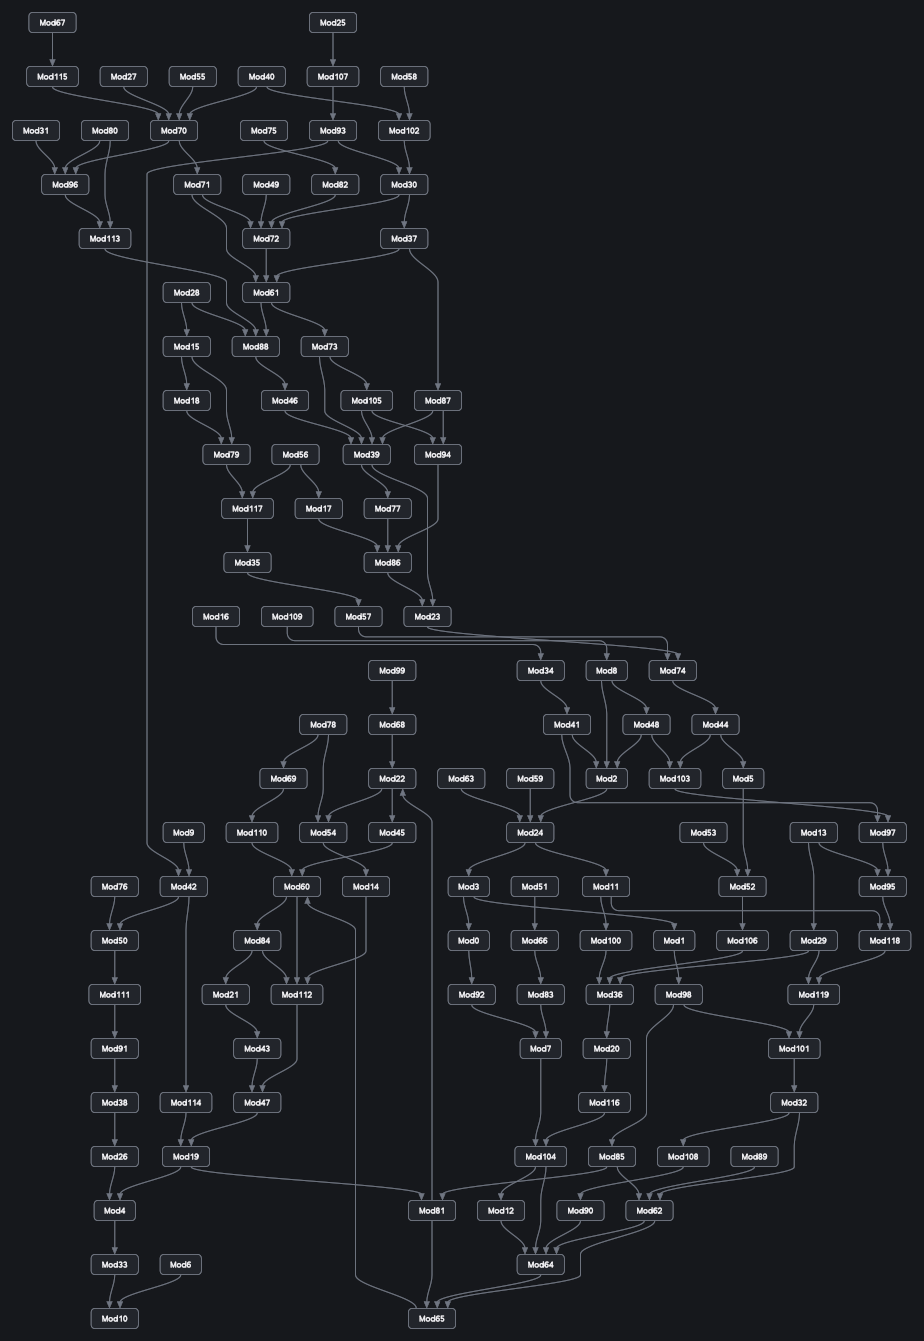 Mod67 Mod25
Mod115 Mod27 Mod55 Mod40 Mod107 Mod58
Mod31 Mod80 Mod70 Mod75 Mod93 Mod102
Mod96 Mod71 Mod49 Mod82 Mod30
Mod113 Mod72 Mod37
Mod28 Mod61
Mod15 Mod88 Mod73
Mod18 Mod46 Mod105 Mod87
Mod79 Mod56 Mod39 Mod94
Mod117 Mod17 Mod77
Mod35 Mod86
Mod16 Mod109 Mod57 Mod23
Mod99 Mod34 Mod8 Mod74
Mod78 Mod68 Mod41 Mod48 Mod44
Mod69 Mod22 Mod63 Mod59 Mod2 Mod103 Mod5
Mod9 Mod110 Mod54 Mod45 Mod24 Mod53 Mod13 Mod97
Mod76 Mod42 Mod60 Mod14 Mod3 Mod51 Mod11 Mod52 Mod95
Mod50 Mod84 Mod0 Mod66 Mod100 Mod1 Mod106 Mod29 Mod118
Mod111 Mod21 Mod112 Mod92 Mod83 Mod36 Mod98 Mod119
Mod91 Mod43 Mod7 Mod20 Mod101
Mod38 Mod114 Mod47 Mod116 Mod32
Mod26 Mod19 Mod104 Mod85 Mod108 Mod89
Mod4 Mod81 Mod12 Mod90 Mod62
Mod33 Mod6 Mod64
Mod10 Mod65